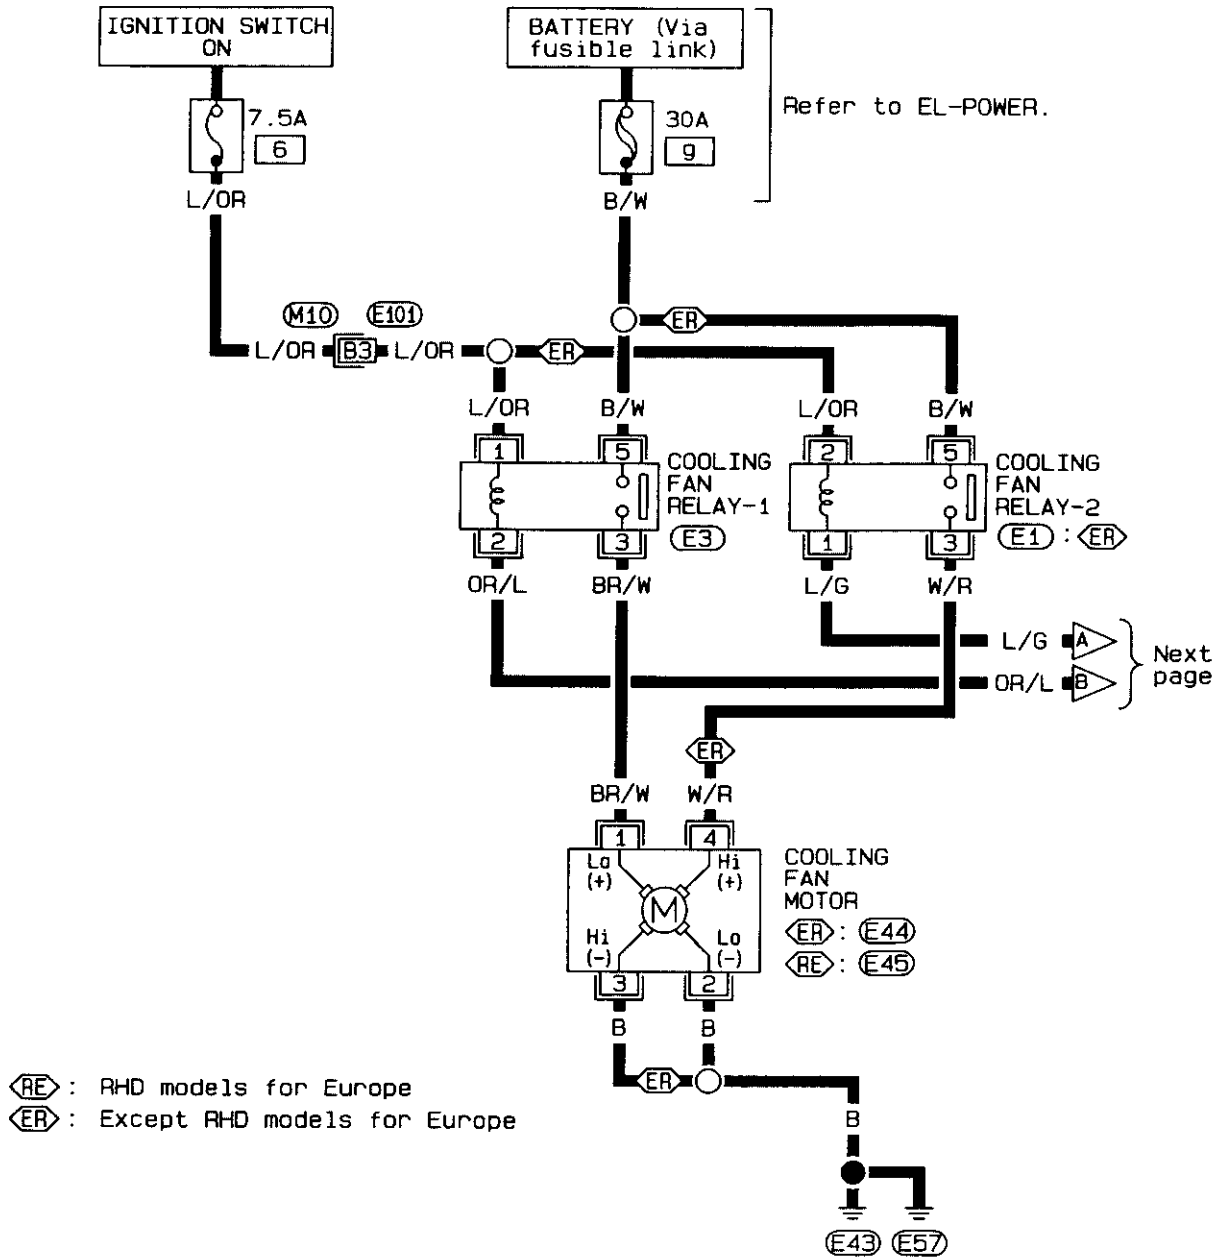 IGNITION SWITCH
ON
BATTERY (Via
fusible link)
Refer to EL-POWER.
7.5A
6
30A
9
L/OR
B/W
M10
E101
ER
L/OR
B3
L/OR
ER
L/OR
B/W
L/OR
B/W
1
5
2
5
COOLING
FAN
RELAY-1
E3
COOLING
FAN
RELAY-2
E1 : ER
2
3
1
3
OR/L
BR/W
L/G
W/R
L/G
A
OR/L
B
Next
page
ER
BR/W
W/R
1
4
Lo
(+)
Hi
(+)
M
Hi
(-)
Lo
(-)
3
2
COOLING
FAN
MOTOR
ER : E44
RE : E45
B
B
ER
RE : RHD models for Europe
ER : Except RHD models for Europe
B
E43
E57